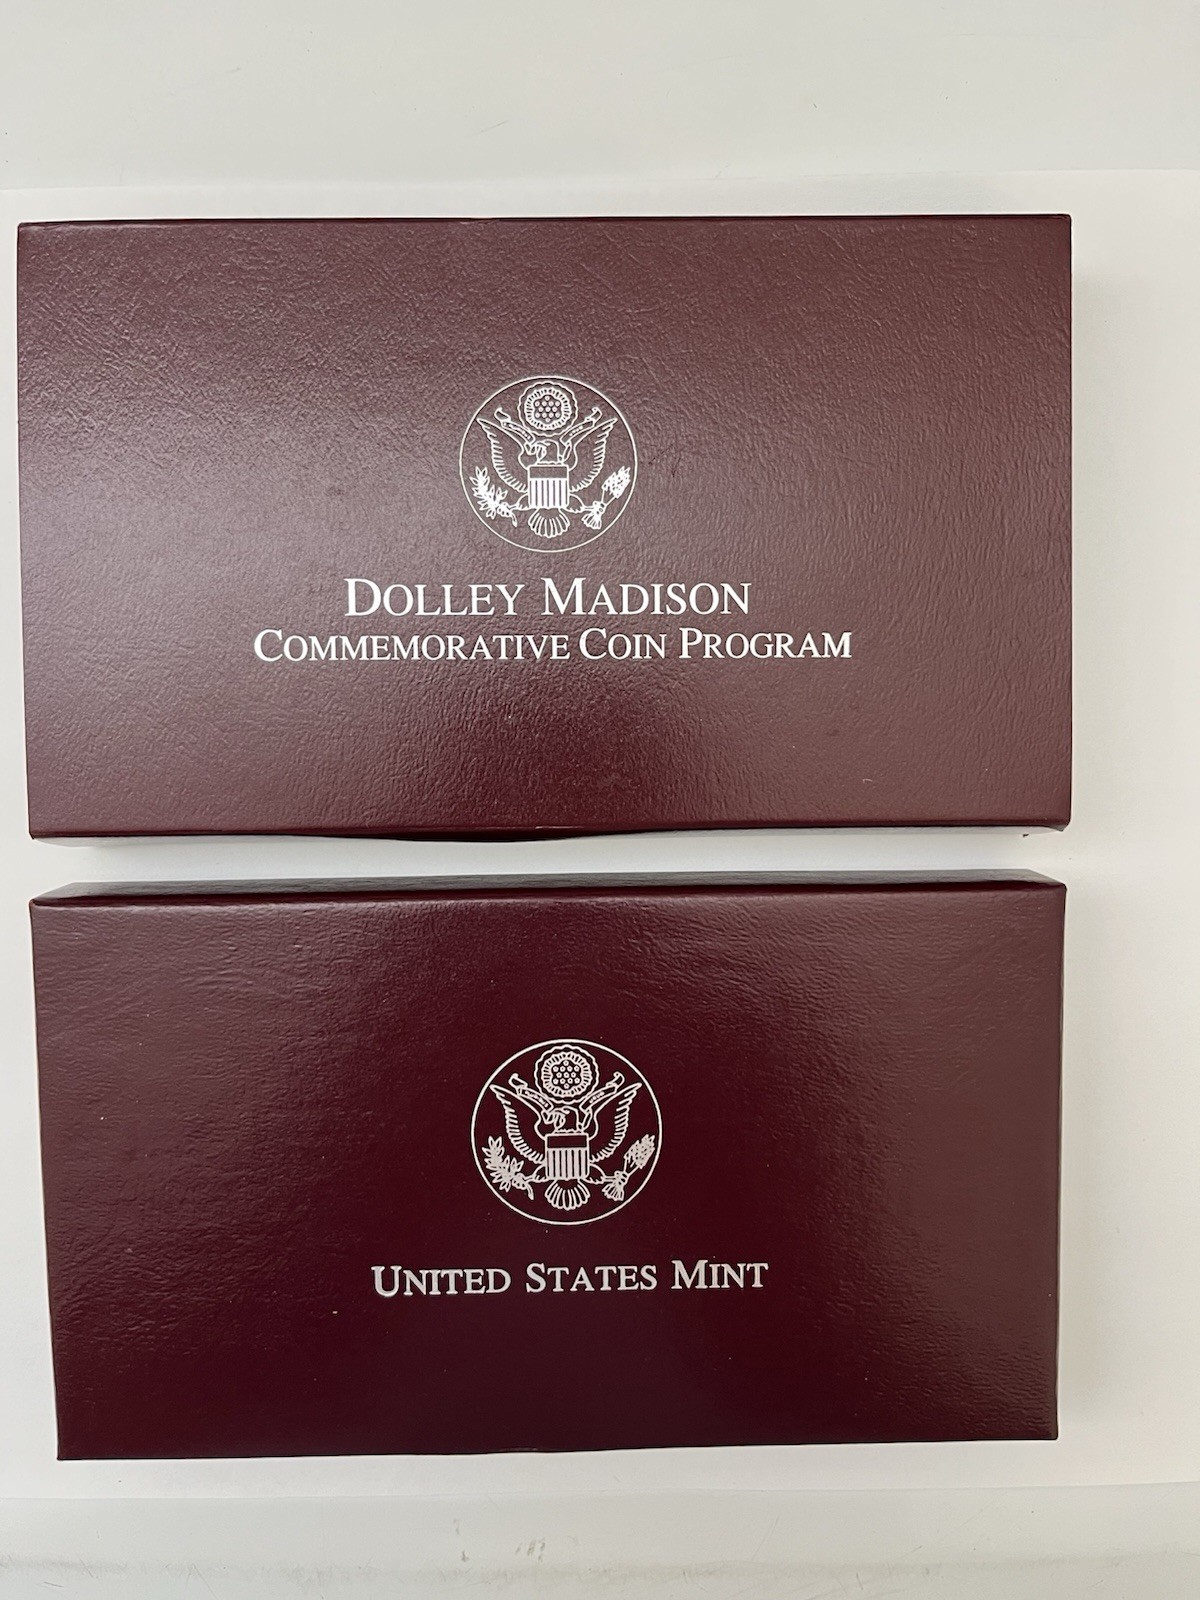 DOLLEY MADISON
COMMEMORATIVE COIN PROGRAM
UNITED STATES MINT